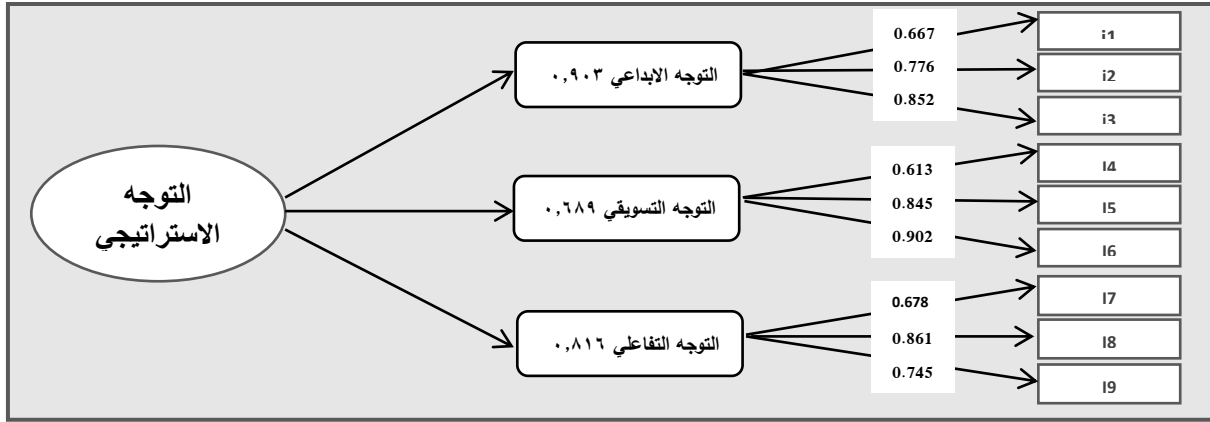 التوجه
الاستراتيجي
التوجه الابداعي ٠,٩٠٣
0.667
0.776
0.852
i1
i2
i3
التوجه التسويقي ٠,٦٨٩
0.613
0.845
0.902
I4
I5
I6
التوجه التفاعلي ٠,٨١٦
0.678
0.861
0.745
I7
I8
I9